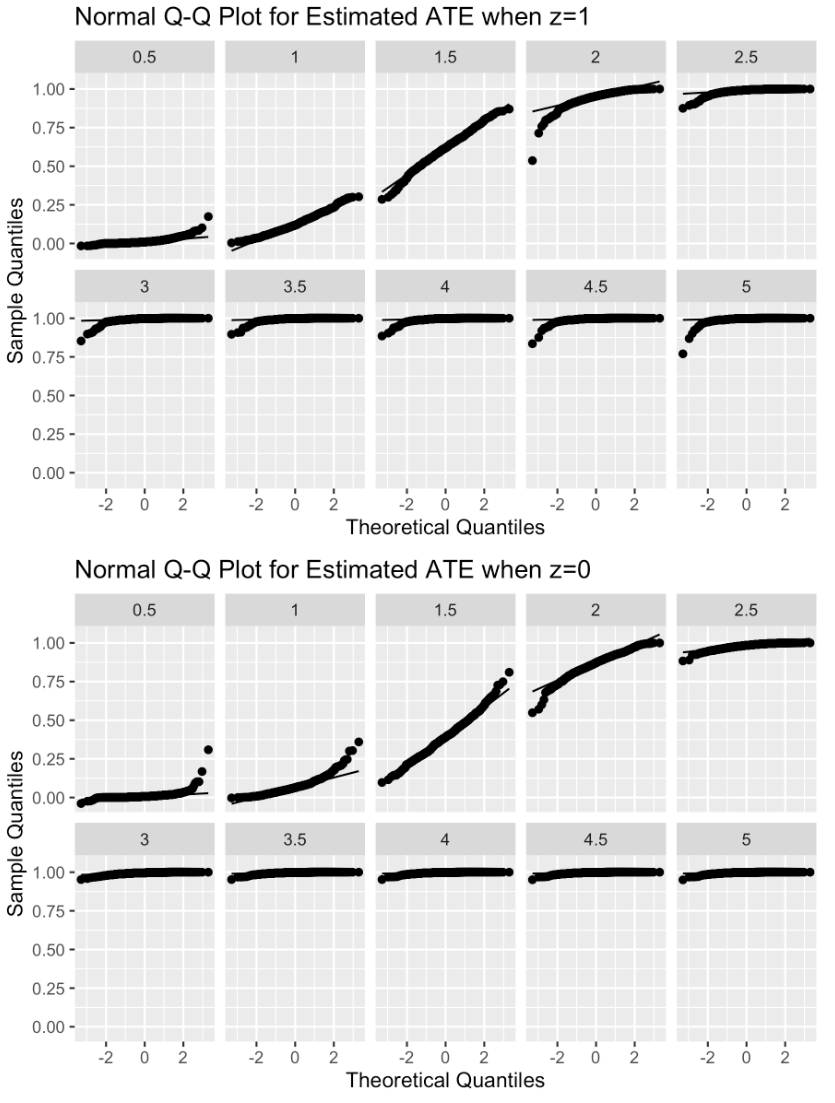 Normal Q-Q Plot for Estimated ATE when z=1
0.5 1 1.5 2 2.5
1.00
0.75
0.50
0.25
0.00
3 3.5 4 4.5 5
1.00
0.75
0.50
0.25
0.00
Sample Quantiles
-2 0 2 -2 0 2 -2 0 2 -2 0 2 -2 0 2
Theoretical Quantiles
Normal Q-Q Plot for Estimated ATE when z=0
0.5 1 1.5 2 2.5
1.00
0.75
0.50
0.25
0.00
3 3.5 4 4.5 5
1.00
0.75
0.50
0.25
0.00
Sample Quantiles
-2 0 2 -2 0 2 -2 0 2 -2 0 2 -2 0 2
Theoretical Quantiles